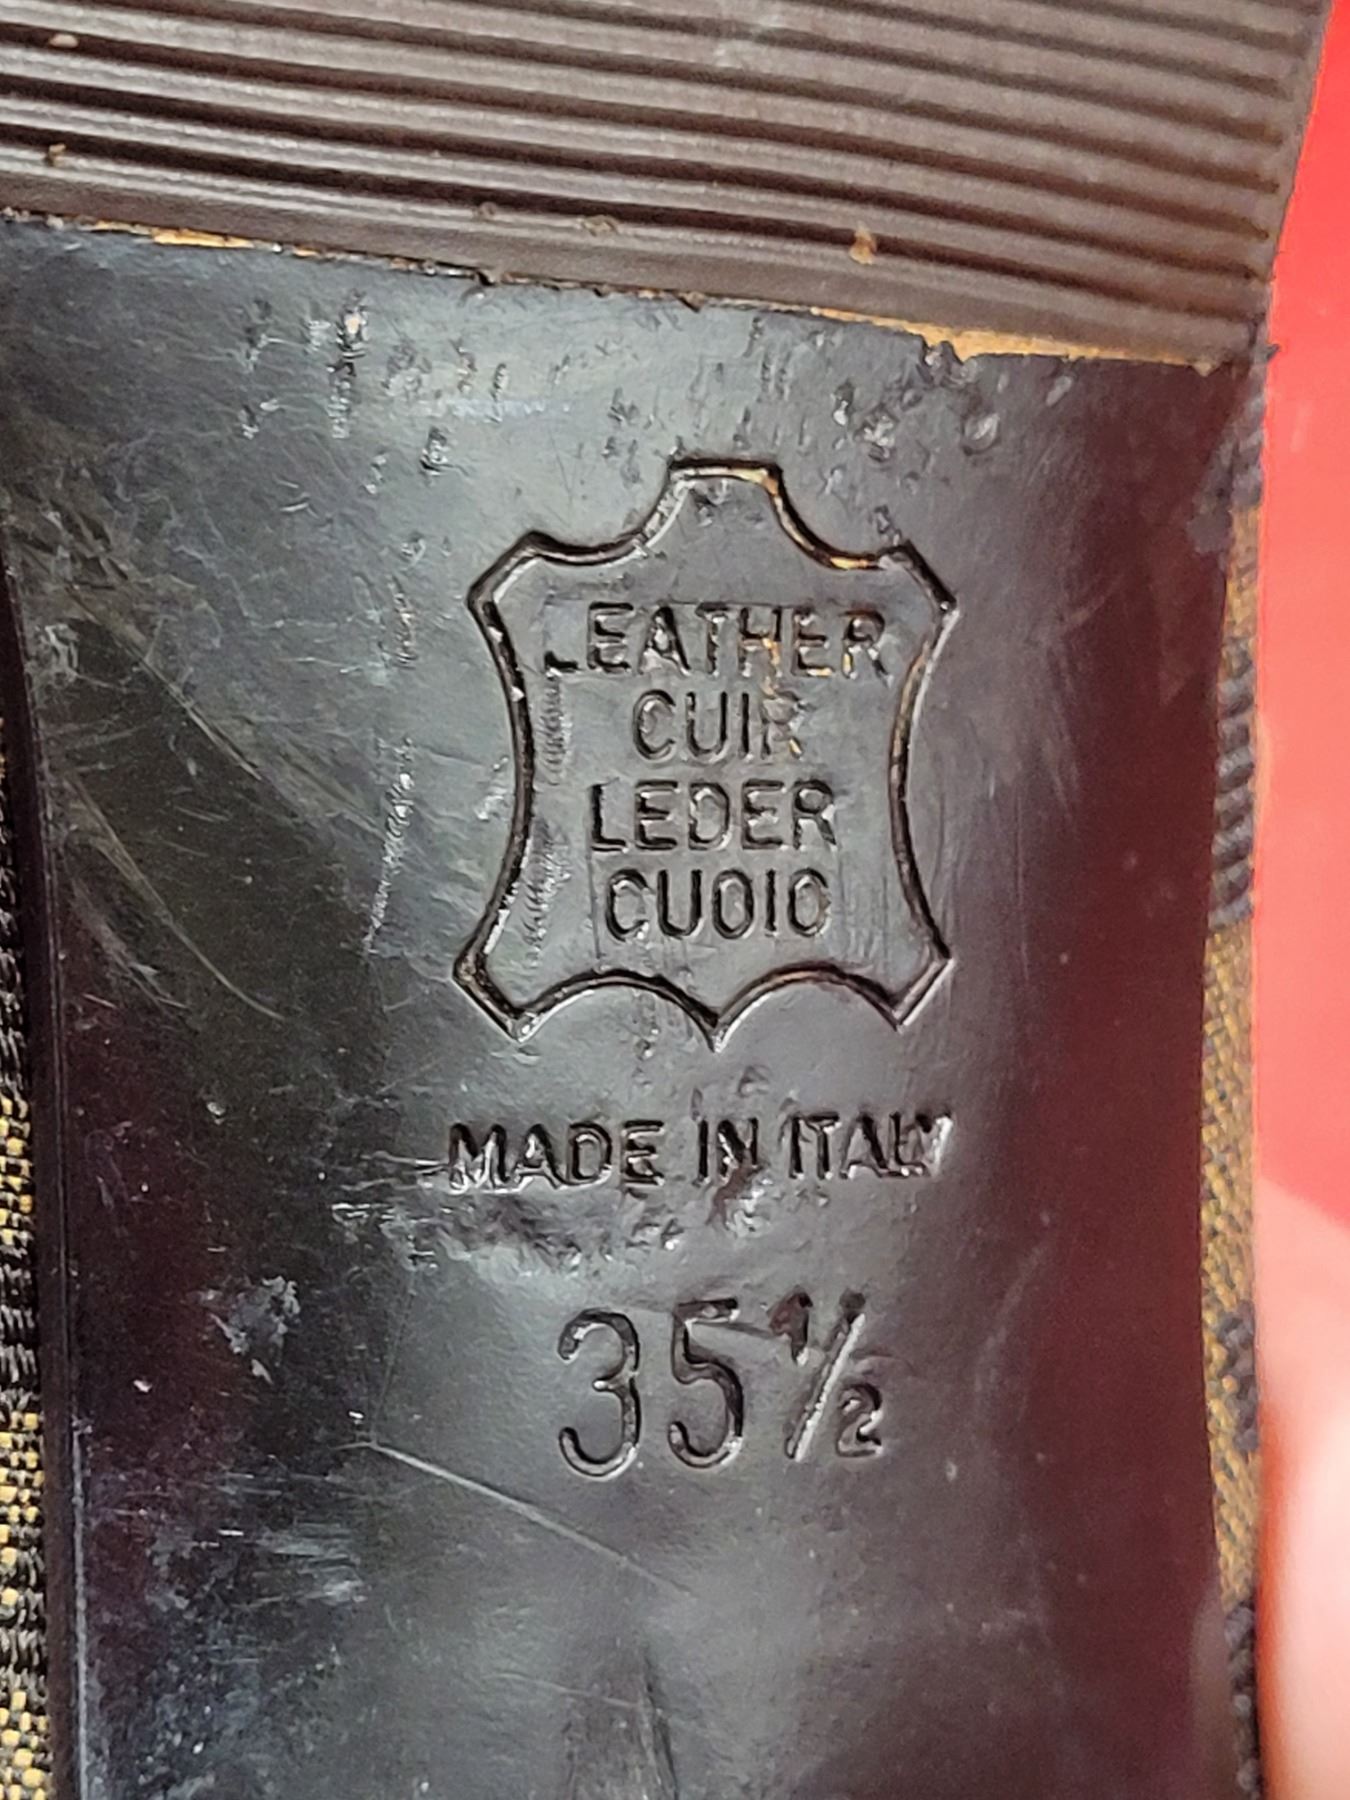 LEATHER
CUIR
LEDER
CUOIO
MADE IN ITALY
35½